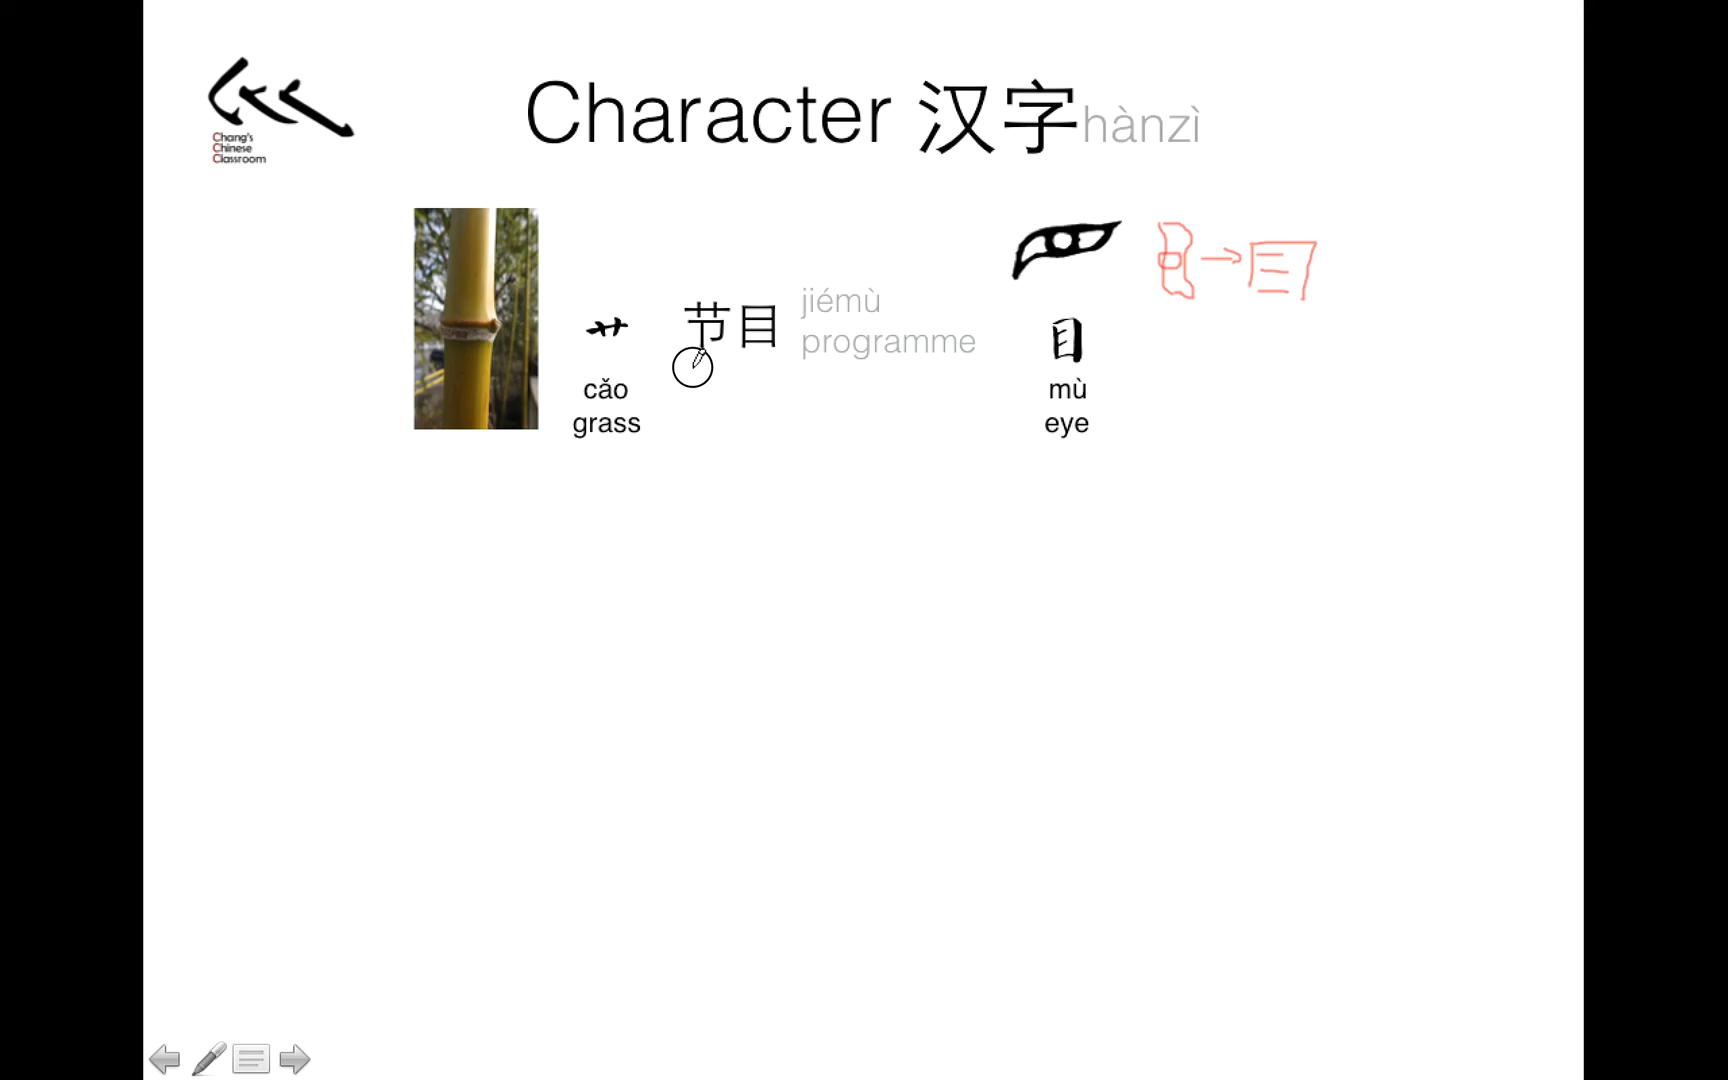 Chang's
Chinese
Classroom
Character 汉字hànzì
艹
cǎo
grass
节目
jiémù
programme
目
mù
eye